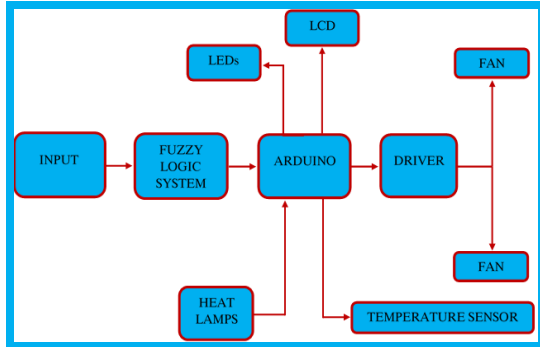 LCD
LEDs
FAN
INPUT
FUZZY
LOGIC
SYSTEM
ARDUINO
DRIVER
FAN
HEAT
LAMPS
TEMPERATURE SENSOR